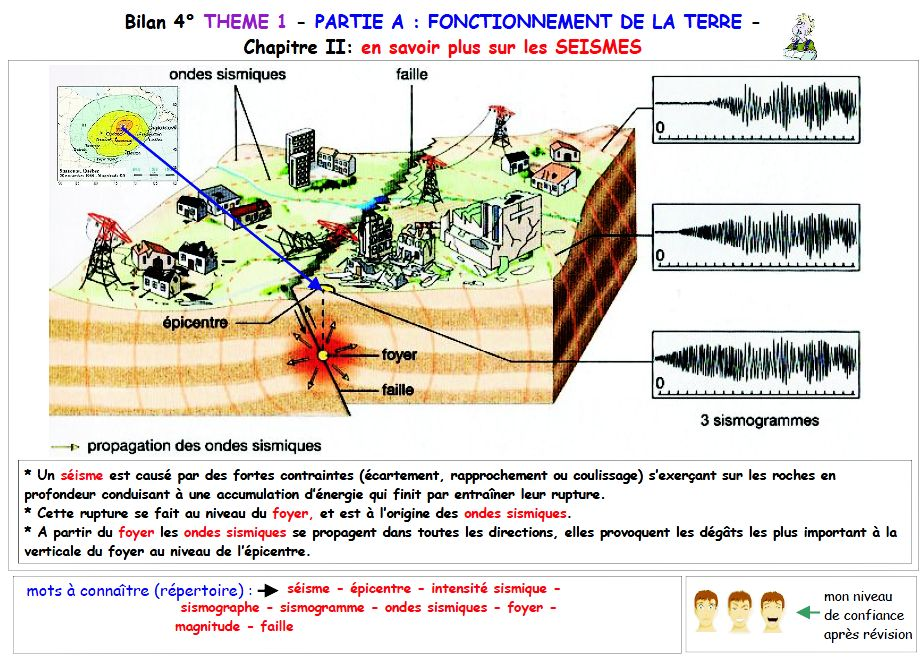 Bilan 4° THEME 1 - PARTIE A : FONCTIONNEMENT DE LA TERRE -
Chapitre II: en savoir plus sur les SEISMES
ondes sismiques
faille
0
0
épicentre
foyer
faille
0
3 sismogrammes
propagation des ondes sismiques
* Un séisme est causé par des fortes contraintes (écartement, rapprochement ou coulissage) s'exerçant sur les roches en
profondeur conduisant à une accumulation d'énergie qui finit par entraîner leur rupture.
* Cette rupture se fait au niveau du foyer, et est à l'origine des ondes sismiques.
* A partir du foyer les ondes sismiques se propagent dans toutes les directions, elles provoquent les dégâts les plus important à la
verticale du foyer au niveau de l'épicentre.
mots à connaître (répertoire) : séisme - épicentre - intensité sismique -
sismographe - sismogramme - ondes sismiques - foyer -
magnitude - faille
mon niveau
de confiance
après révision